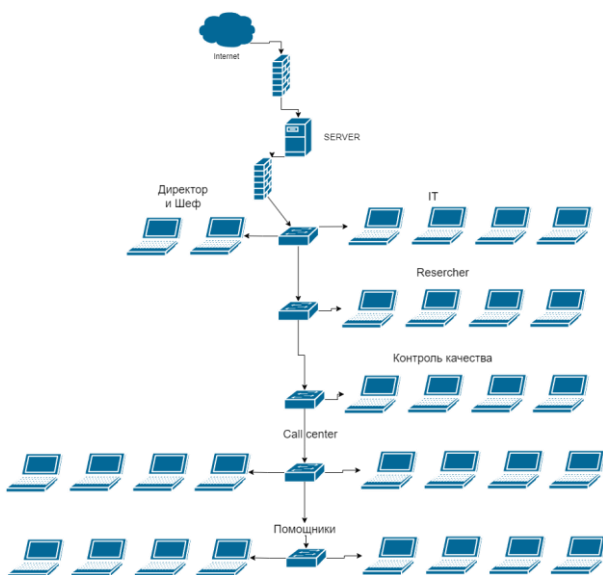 Internet
SERVER
Директор
и Шеф
IT
Resercher
Контроль качества
Call center
Помощники